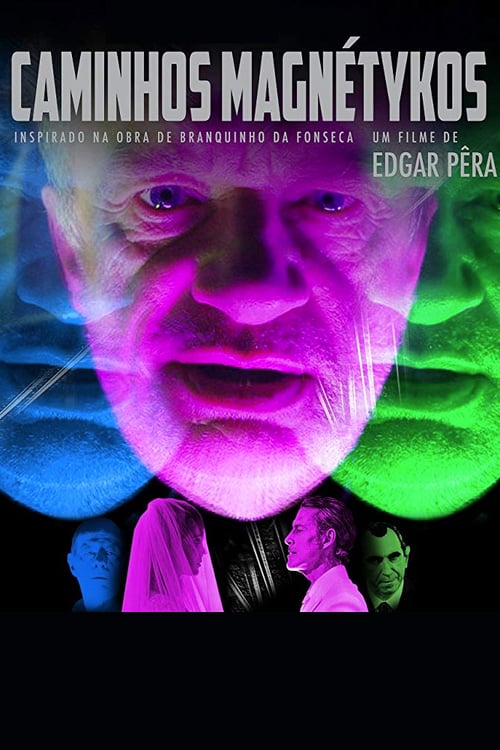 CAMINHOS MAGNÉTYKOS
INSPIRADO NA OBRA DE BRANQUINHO DA FONSECA UM FILME DE
EDGAR PÊRA